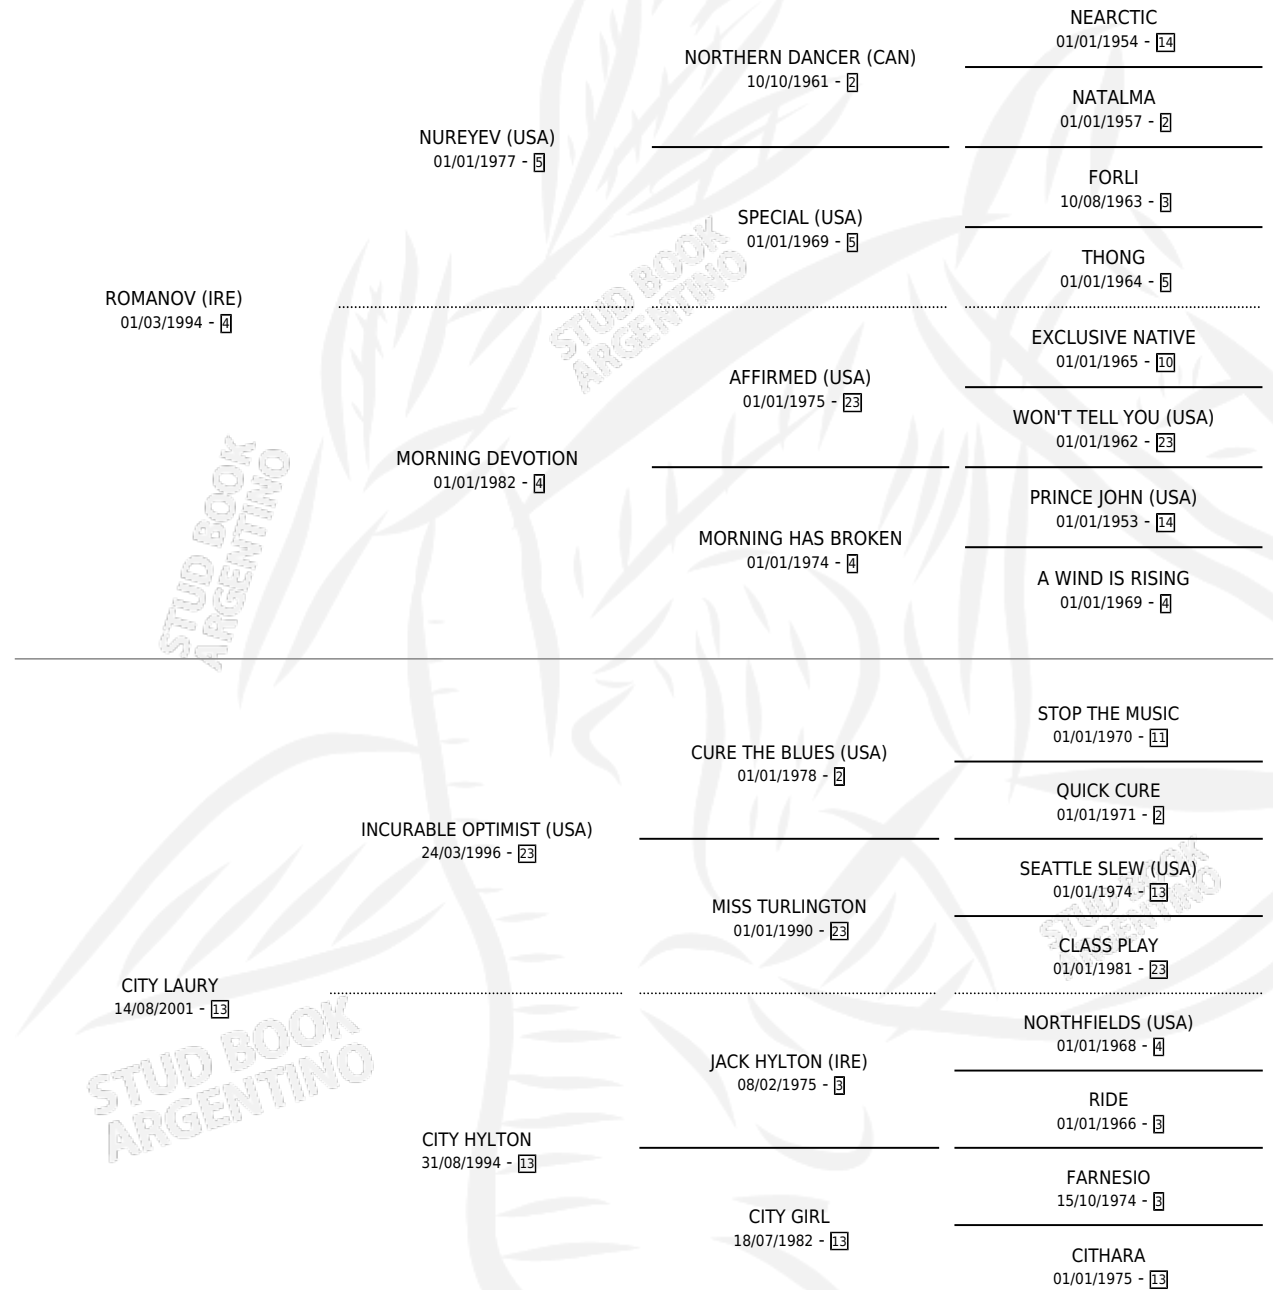 NEARCTIC
01/01/1954 - 14
NORTHERN DANCER (CAN)
10/10/1961 - 2
NATALMA
01/01/1957 - 2
NUREYEV (USA)
01/01/1977 - 5
FORLI
10/08/1963 - 3
SPECIAL (USA)
01/01/1969 - 5
THONG
01/01/1964 - 5
ROMANOV (IRE)
01/03/1994 - 4
EXCLUSIVE NATIVE
01/01/1965 - 10
AFFIRMED (USA)
01/01/1975 - 23
WON'T TELL YOU (USA)
01/01/1962 - 23
MORNING DEVOTION
01/01/1982 - 4
PRINCE JOHN (USA)
01/01/1953 - 14
MORNING HAS BROKEN
01/01/1974 - 4
A WIND IS RISING
01/01/1969 - 4
STUD BOOK
ARGENTINO
STUD BOOK
ARGENTINO
STOP THE MUSIC
01/01/1970 - 11
CURE THE BLUES (USA)
01/01/1978 - 2
QUICK CURE
01/01/1971 - 2
INCURABLE OPTIMIST (USA)
24/03/1996 - 23
SEATTLE SLEW (USA)
01/01/1974 - 13
MISS TURLINGTON
01/01/1990 - 23
CLASS PLAY
01/01/1981 - 23
STUD BOOK
ARGENTINO
CITY LAURY
14/08/2001 - 13
NORTHFIELDS (USA)
01/01/1968 - 4
JACK HYLTON (IRE)
08/02/1975 - 3
RIDE
01/01/1966 - 3
CITY HYLTON
31/08/1994 - 13
FARNESIO
15/10/1974 - 3
CITY GIRL
18/07/1982 - 13
CITHARA
01/01/1975 - 13
STUD BOOK
ARGENTINO